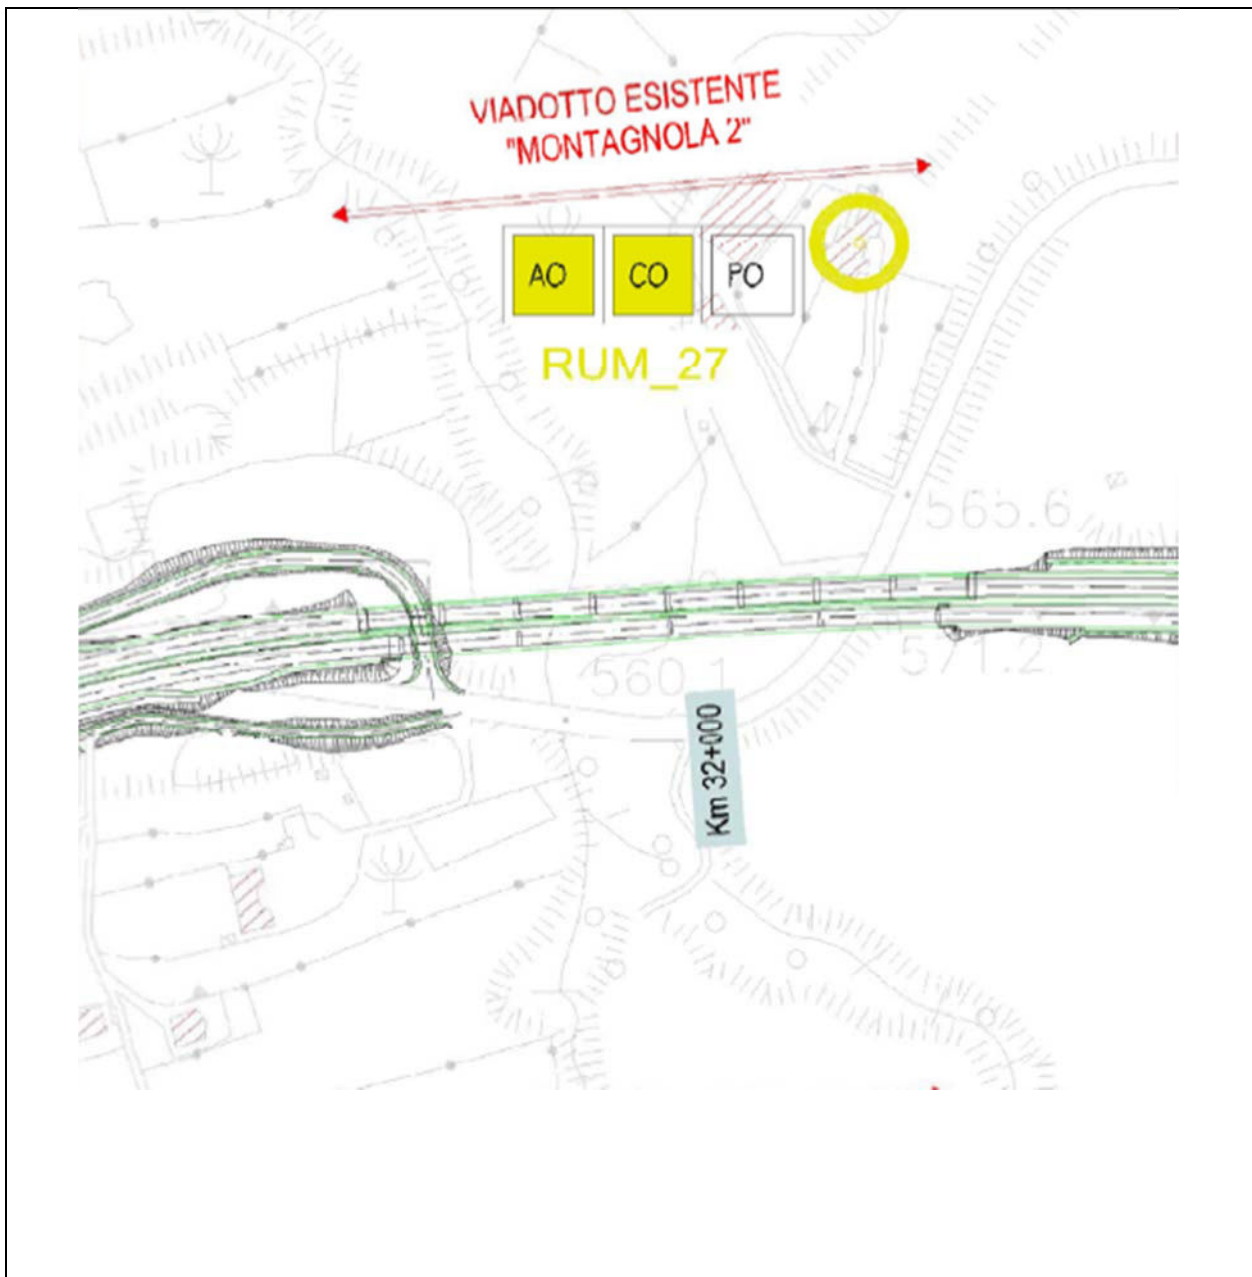 VIADOTTO ESISTENTE
"MONTAGNOLA 2"
AO CO PO
RUM_27
565.6
560.1
571.2
Km 32+000